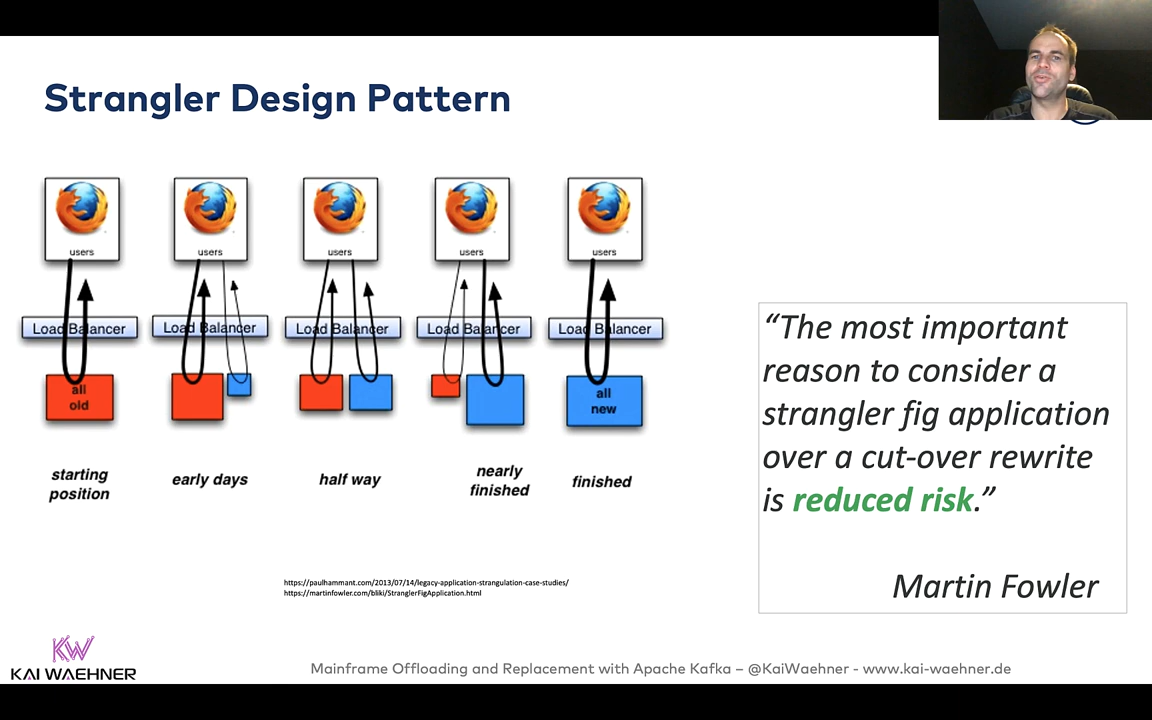 Strangler Design Pattern
users
users
users
users
users
Load Balancer
Load Balancer
Load Balancer
Load Balancer
Load Balancer
all
old
all
new
starting
position
early days
half way
nearly
finished
finished
“The most important
reason to consider a
strangler fig application
over a cut-over rewrite
is reduced risk.”
Martin Fowler
https://paulhammant.com/2013/07/14/legacy-application-strangulation-case-studies/
https://martinfowler.com/bliki/StranglerFigApplication.html
KW
KAI WAEHNER
Mainframe Offloading and Replacement with Apache Kafka – @KaiWaehner - www.kai-waehner.de